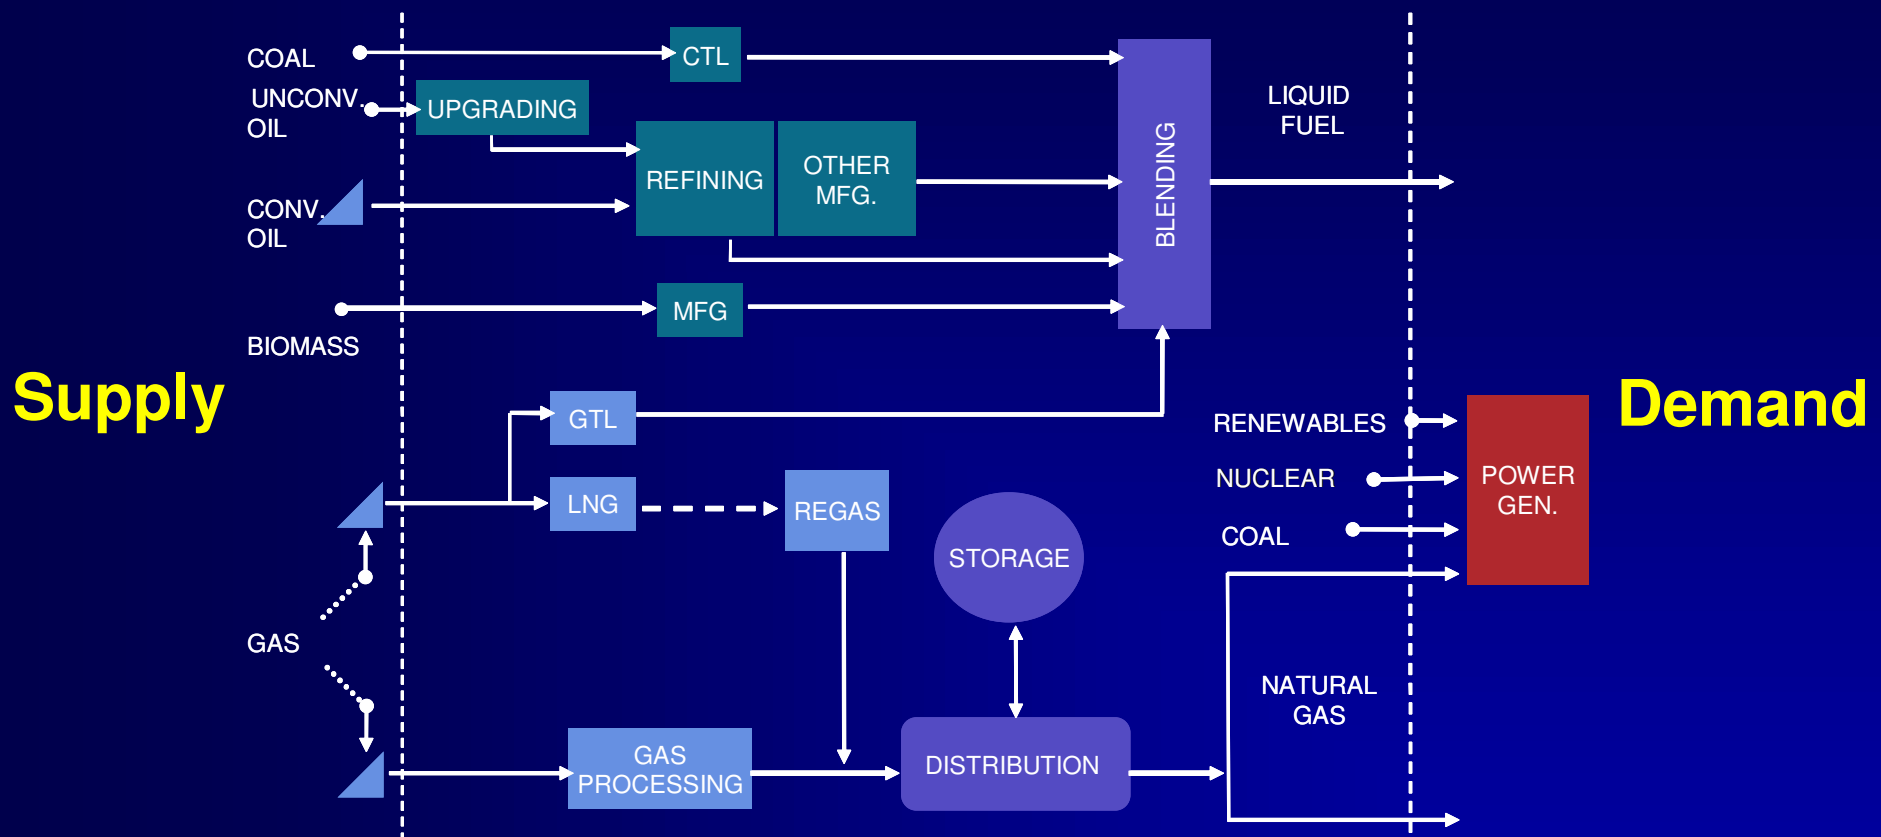 COAL
CTL
UNCONV.
OIL
UPGRADING
REFINING
OTHER
MFG.
CONV.
OIL
BLENDING
LIQUID
FUEL
MFG
BIOMASS
Supply
Demand
GTL
LNG
REGAS
STORAGE
RENEWABLES
NUCLEAR
COAL
POWER
GEN.
GAS
GAS
PROCESSING
DISTRIBUTION
NATURAL
GAS